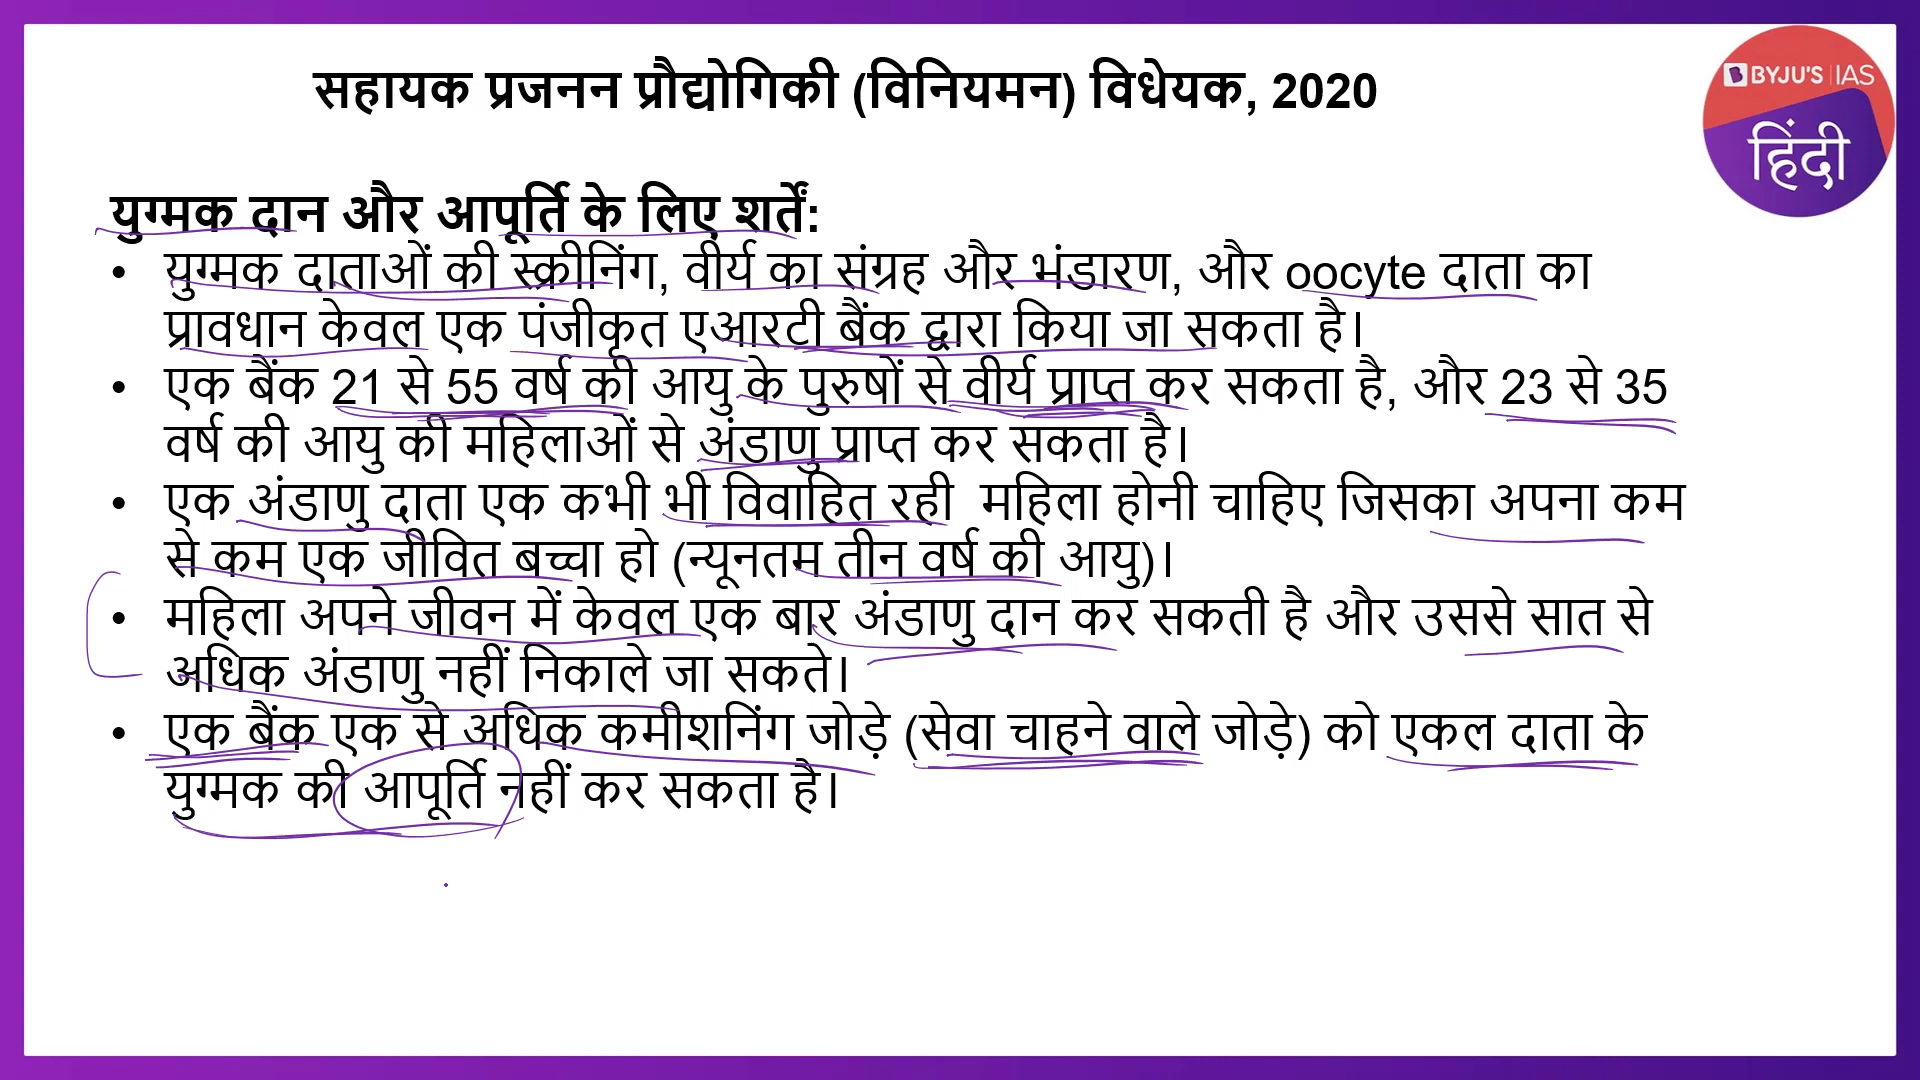 सहायक प्रजनन प्रौद्योगिकी (विनियमन) विधेयक, 2020
BYJU'S IAS
हिंदी
युग्मक दान और आपूर्ति के लिए शर्तें:
• युग्मक दाताओं की स्क्रीनिंग, वीर्य का संग्रह और भंडारण, और oocyte दाता का
प्रावधान केवल एक पंजीकृत एआरटी बैंक द्वारा किया जा सकता है।
• एक बैंक 21 से 55 वर्ष की आयु के पुरुषों से वीर्य प्राप्त कर सकता है, और 23 से 35
वर्ष की आयु की महिलाओं से अंडाणु प्राप्त कर सकता है।
• एक अंडाणु दाता एक कभी भी विवाहित रही महिला होनी चाहिए जिसका अपना कम
से कम एक जीवित बच्चा हो (न्यूनतम तीन वर्ष की आयु)।
• महिला अपने जीवन में केवल एक बार अंडाणु दान कर सकती है और उससे सात से
अधिक अंडाणु नहीं निकाले जा सकते।
• एक बैंक एक से अधिक कमीशनिंग जोड़े (सेवा चाहने वाले जोड़े) को एकल दाता के
युग्मक की आपूर्ति नहीं कर सकता है।